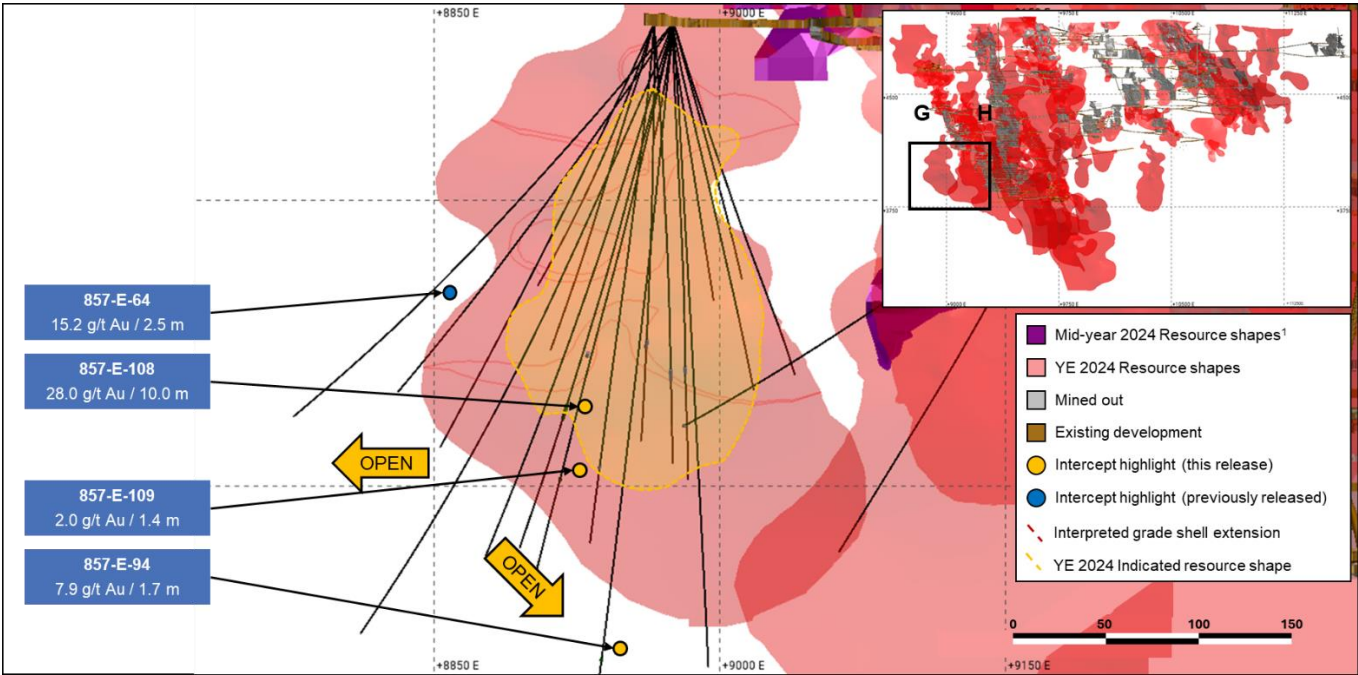 +8850 E
+9000 E
857-E-64
15.2 g/t Au / 2.5 m
857-E-108
28.0 g/t Au / 10.0 m
OPEN
857-E-109
2.0 g/t Au / 1.4 m
OPEN
857-E-94
7.9 g/t Au / 1.7 m
+8850 E
+9000 E
+9150 E
G
H
Mid-year 2024 Resource shapes¹
YE 2024 Resource shapes
Mined out
Existing development
Intercept highlight (this release)
Intercept highlight (previously released)
Interpreted grade shell extension
YE 2024 Indicated resource shape
0 50 100 150